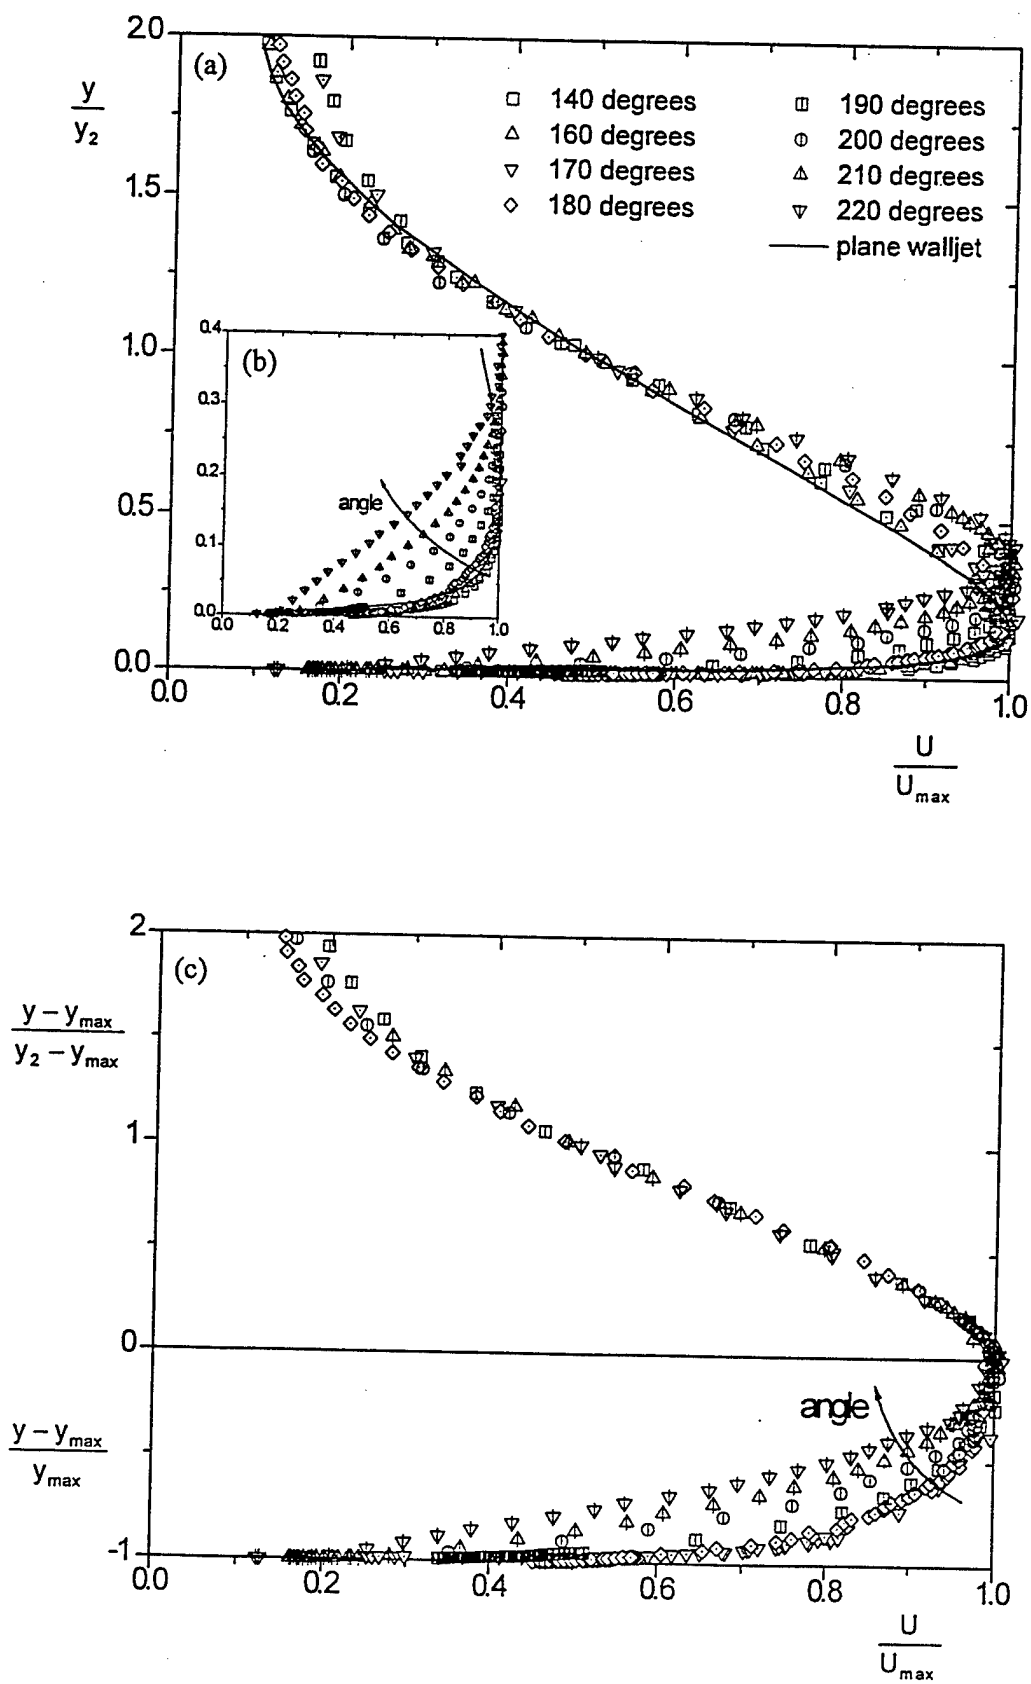 2.0
(a)
y
y2
140 degrees
160 degrees
170 degrees
180 degrees
190 degrees
200 degrees
210 degrees
220 degrees
plane walljet
1.5
1.0
0.5
0.0
0.0 0.2 0.4 0.6 0.8 1.0
U
Umax
(b)
0.4
0.3
0.2
0.1
0.0
angle
0.0 0.2 0.4 0.6 0.8 1.0
2
(c)
y – ymax
y2 – ymax
1
0
y – ymax
ymax
-1
angle
0.0 0.2 0.4 0.6 0.8 1.0
U
Umax